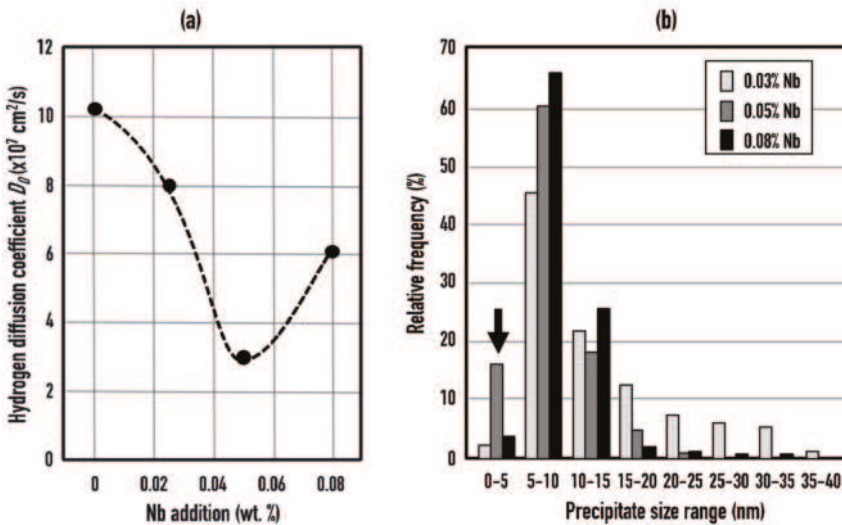 (a)
12
10
8
6
4
2
0
Hydrogen diffusion coefficient D₀ (x10⁷ cm²/s)
0 0.02 0.04 0.06 0.08
Nb addition (wt. %)
(b)
70
60
50
40
30
20
10
0
Relative frequency (%)
0.03% Nb
0.05% Nb
0.08% Nb
0–5 5–10 10–15 15–20 20–25 25–30 30–35 35–40
Precipitate size range (nm)